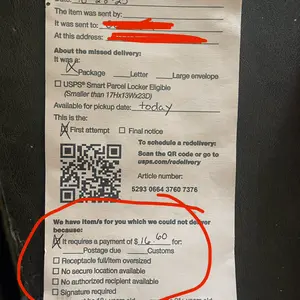 The Item was sent by:
It was sent to:
At this address:
About the missed delivery:
It was a:
X Package Letter Large envelope
☐ USPS® Smart Parcel Locker Eligible
(Smaller than 17Hx13Wx23D)
Available for pickup date: today
This is the:
☒ First attempt ☐ Final notice
To schedule a redelivery:
Scan the QR code or go to
usps.com/redelivery
Article number:
5293 0664 3760 7376
We have item/s for you which we could not deliver
because:
☒ It requires a payment of $ 16 60 for:
Postage due Customs
☐ Receptacle full/Item oversized
☐ No secure location available
☐ No authorized recipient available
☐ Signature required